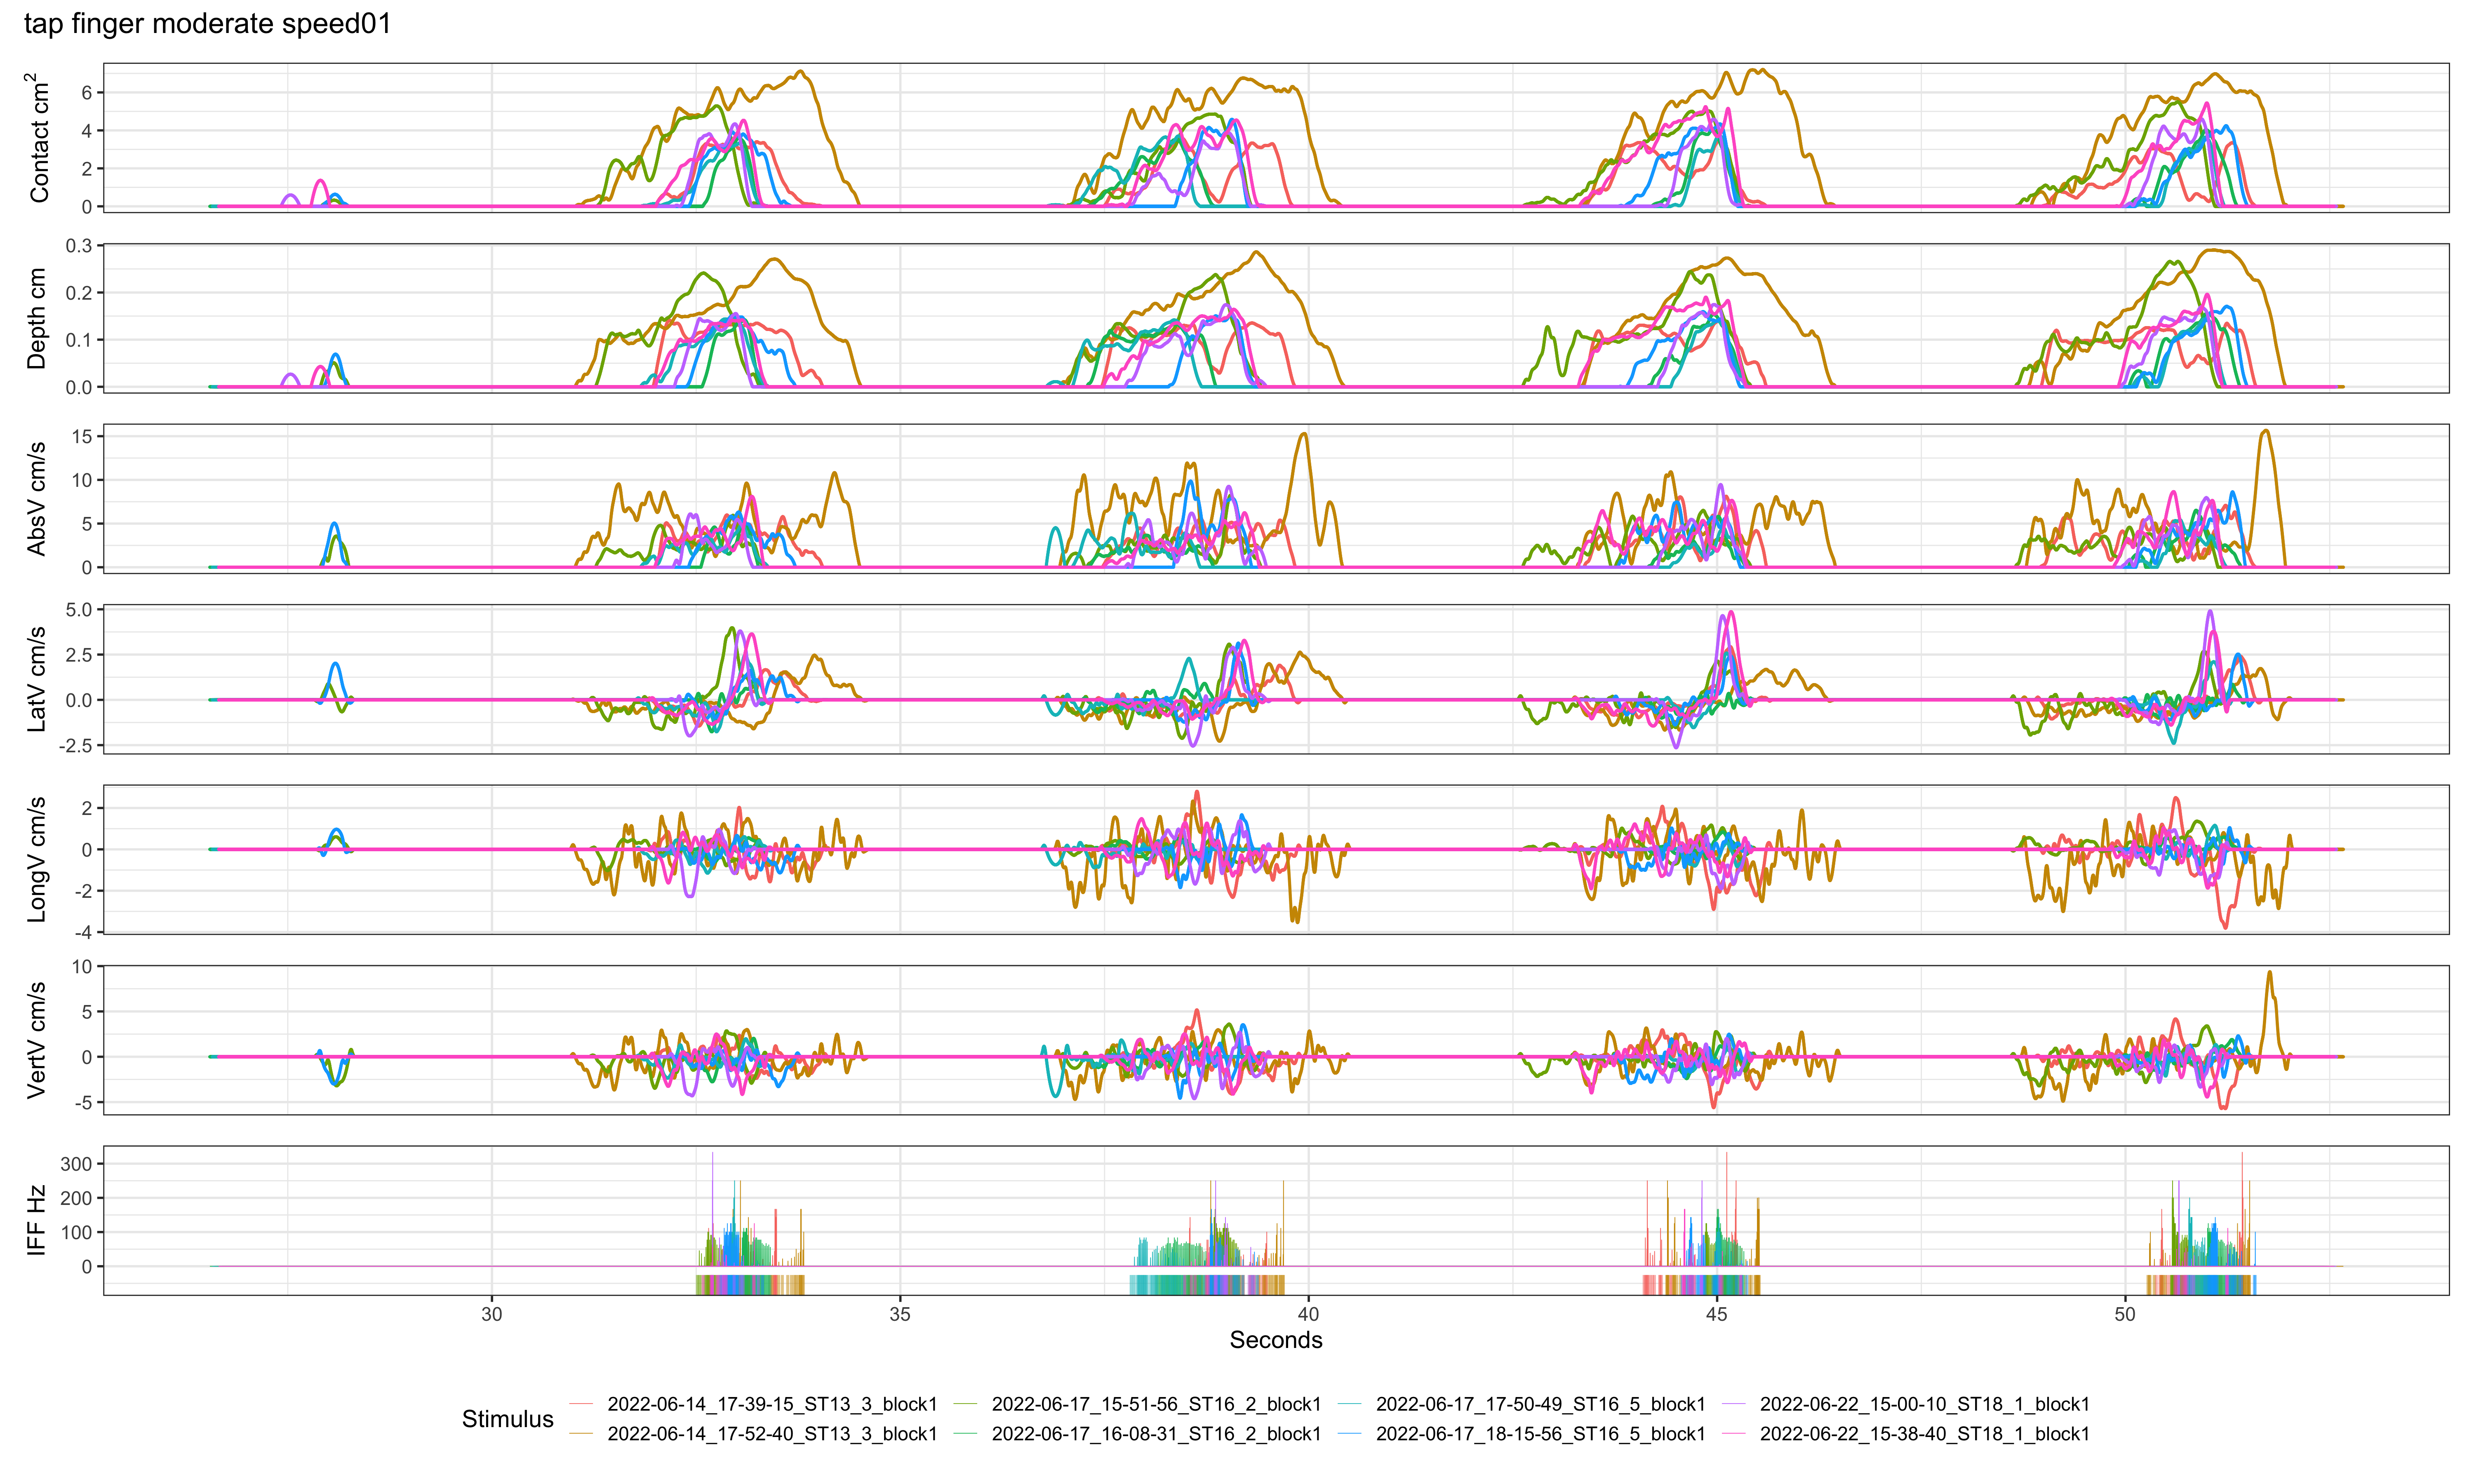 tap finger moderate speed01
Contact cm²
6
4
2
0
Depth cm
0.3
0.2
0.1
0.0
AbsV cm/s
15
10
5
0
LatV cm/s
5.0
2.5
0.0
-2.5
LongV cm/s
2
0
-2
-4
VertV cm/s
10
5
0
-5
IFF Hz
300
200
100
0
30 35 40 45 50
Seconds
Stimulus
2022-06-14_17-39-15_ST13_3_block1 2022-06-17_15-51-56_ST16_2_block1 2022-06-17_17-50-49_ST16_5_block1 2022-06-22_15-00-10_ST18_1_block1
2022-06-14_17-52-40_ST13_3_block1 2022-06-17_16-08-31_ST16_2_block1 2022-06-17_18-15-56_ST16_5_block1 2022-06-22_15-38-40_ST18_1_block1